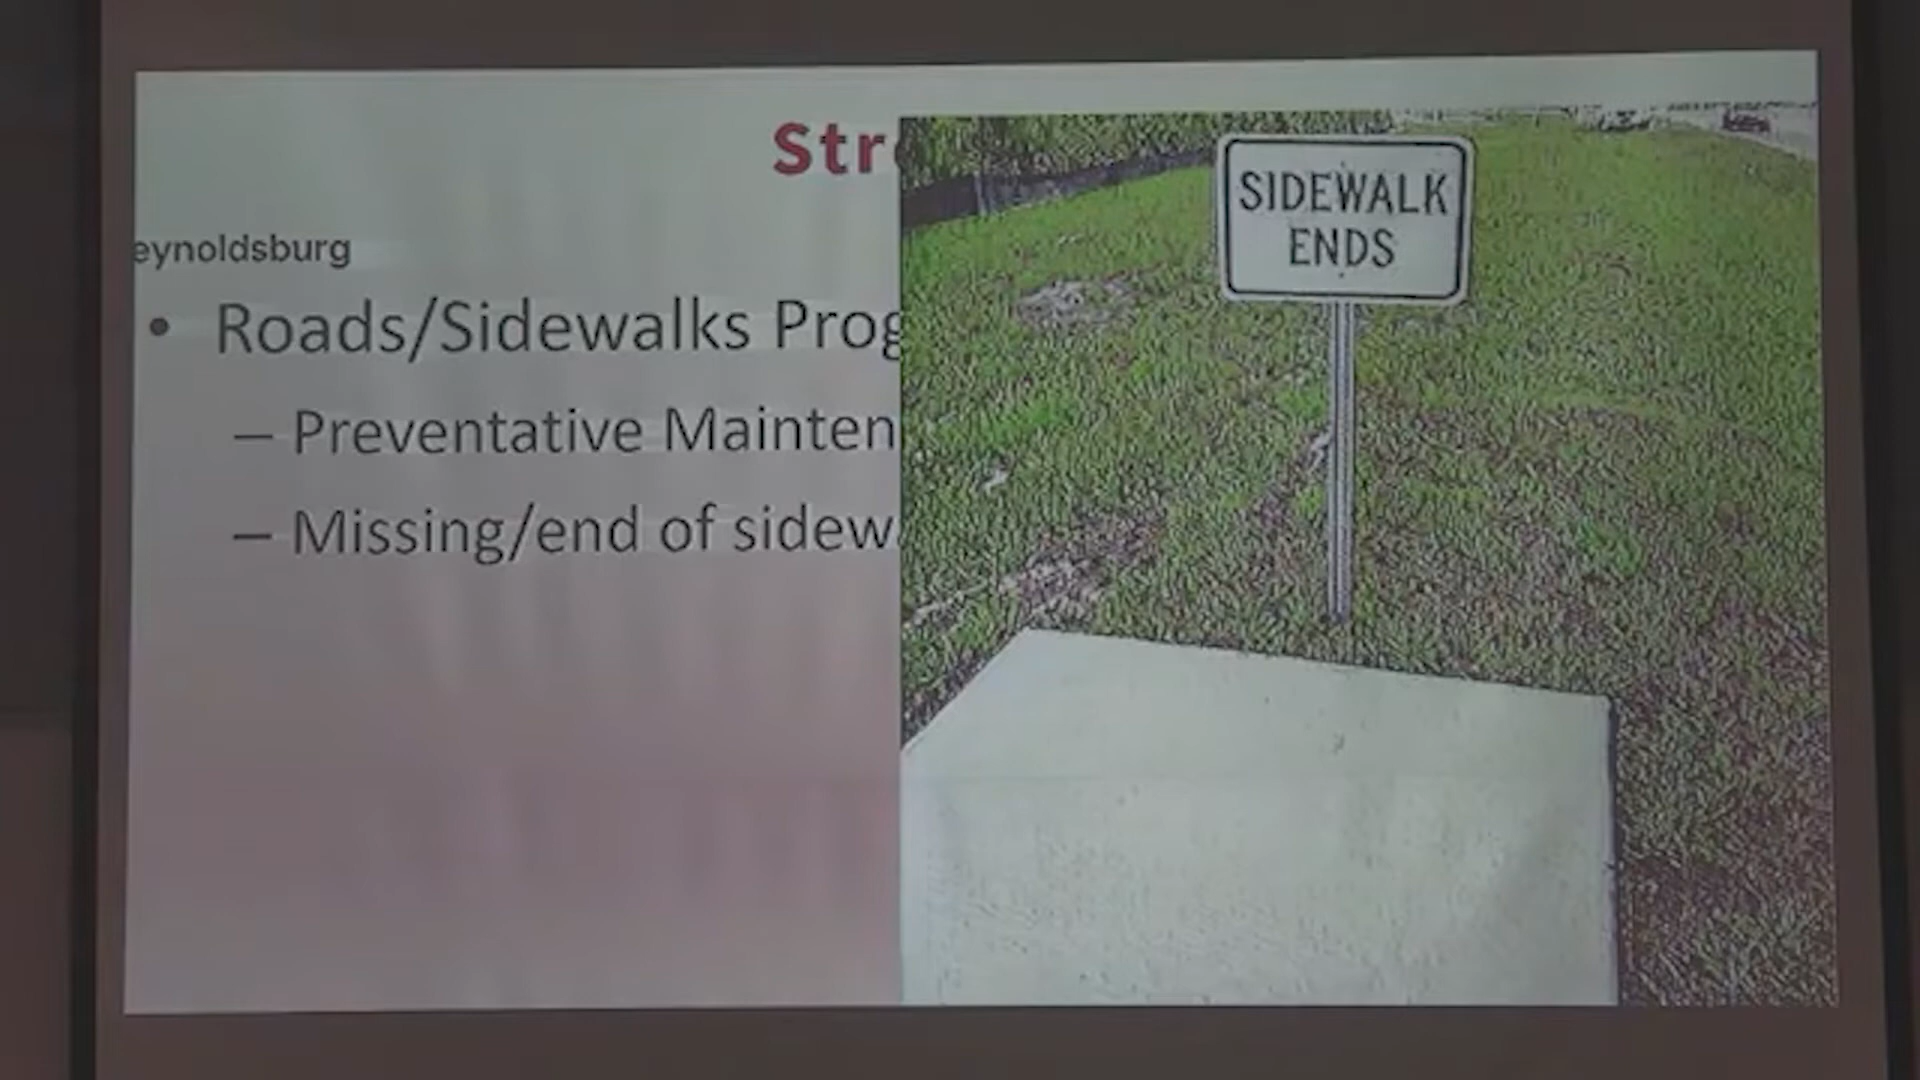 Str
eynoldsburg
• Roads/Sidewalks Prog
– Preventative Mainten
– Missing/end of sidew
SIDEWALK
ENDS